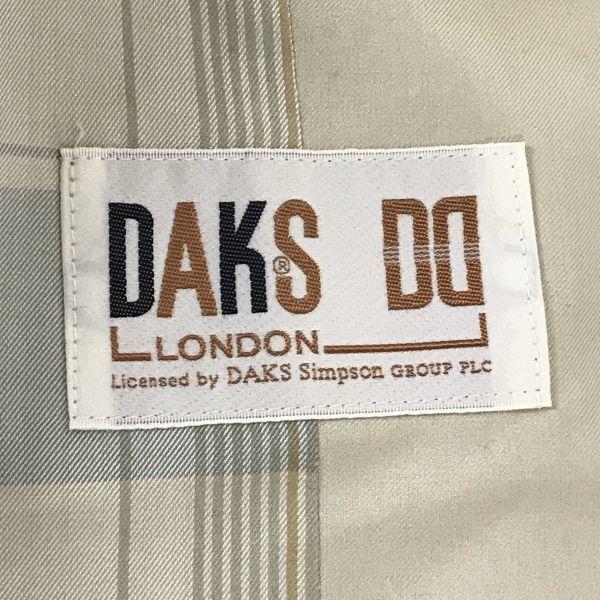 DAKS® DD
LONDON
Licensed by DAKS Simpson GROUP PLC